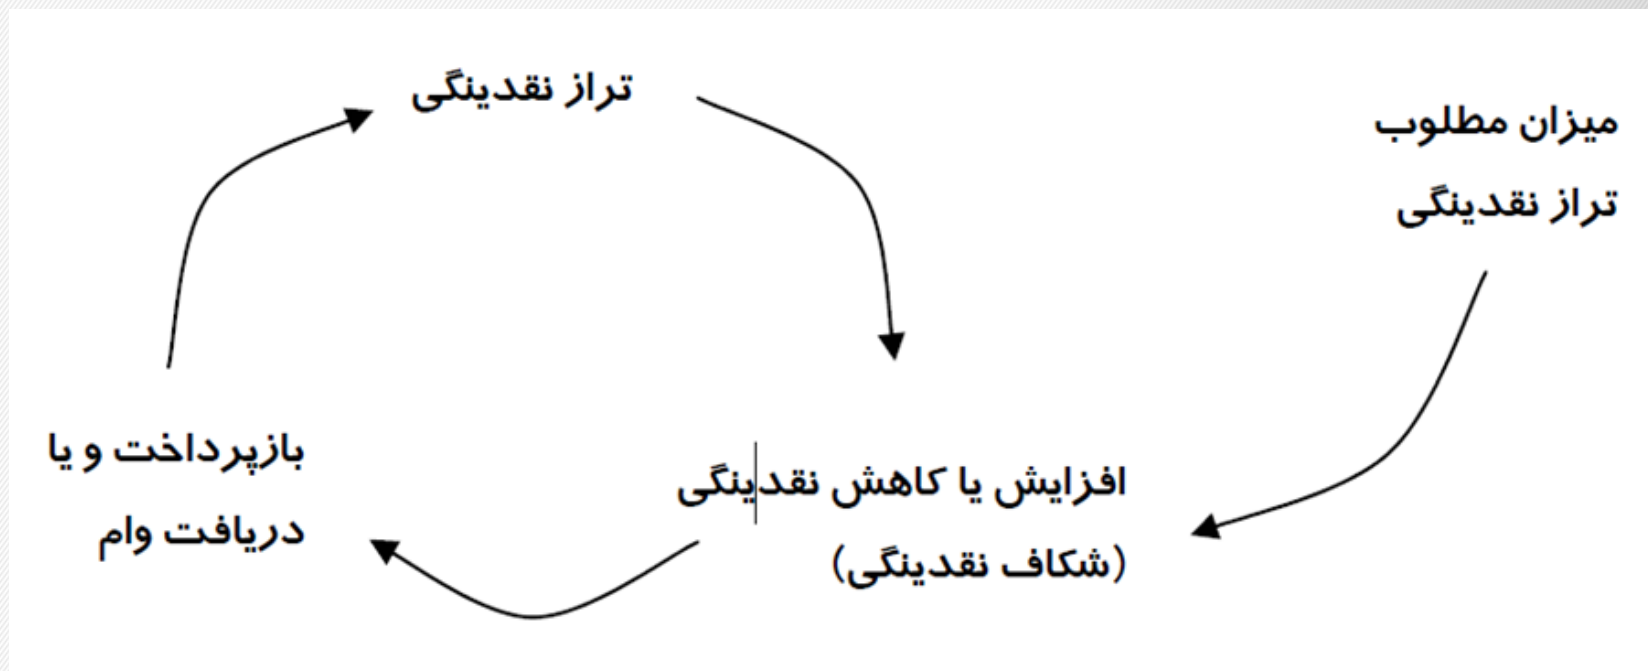 تراز نقدینگی
میزان مطلوب
تراز نقدینگی
افزایش یا کاهش نقدینگی
(شکاف نقدینگی)
بازپرداخت و یا
دریافت وام